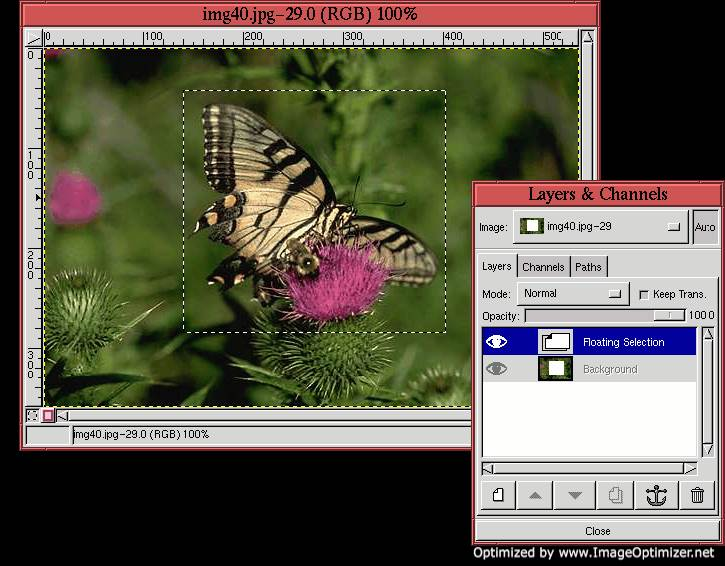 img40.jpg-29.0 (RGB) 100%
0 100 200 300 400 500
0
100
200
300
img40.jpg-29.0 (RGB) 100%
Layers & Channels
Image: img40.jpg-29 Auto
Layers Channels Paths
Mode: Normal Keep Trans.
Opacity: 100.0
Floating Selection
Background
Close
Optimized by www.ImageOptimizer.net